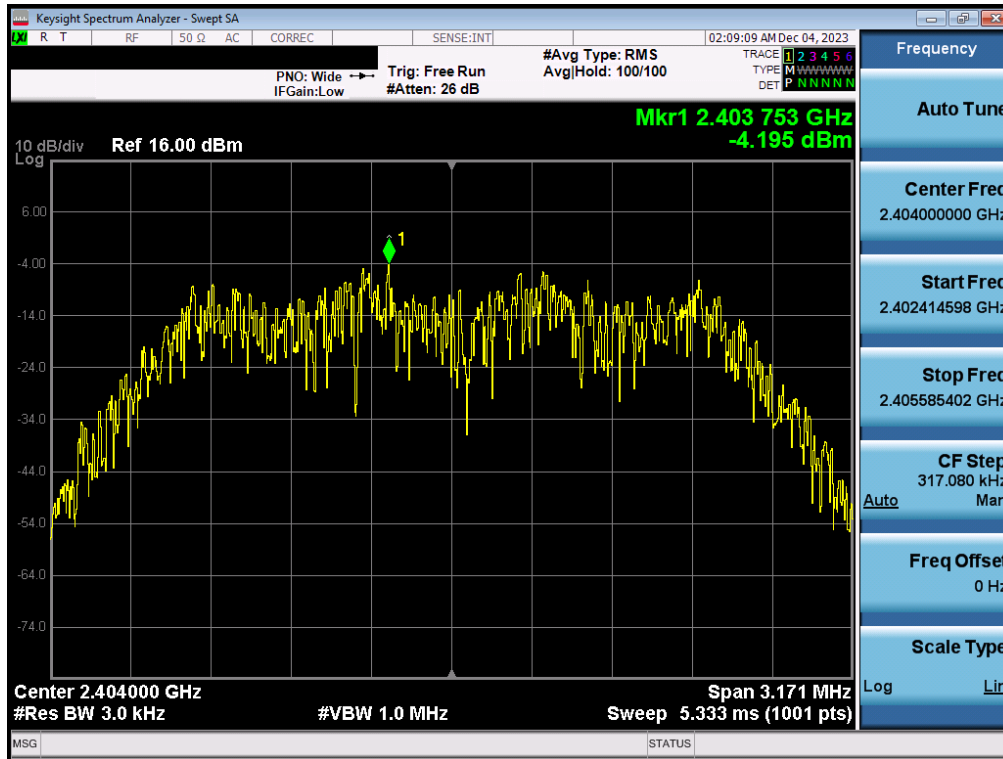 Keysight Spectrum Analyzer - Swept SA
LXI R T RF 50 Ω AC CORREC SENSE:INT 02:09:09 AM Dec 04, 2023
PNO: Wide
IFGain:Low
Trig: Free Run
#Atten: 26 dB
#Avg Type: RMS
Avg|Hold: 100/100
TRACE 1 2 3 4 5 6
TYPE M W W W W W
DET P N N N N N
Mkr1 2.403 753 GHz
-4.195 dBm
10 dB/div Ref 16.00 dBm
Log
6.00
-4.00
-14.0
-24.0
-34.0
-44.0
-54.0
-64.0
-74.0
1
Center 2.404000 GHz Span 3.171 MHz
#Res BW 3.0 kHz #VBW 1.0 MHz Sweep 5.333 ms (1001 pts)
MSG STATUS
Frequency
Auto Tune
Center Freq
2.404000000 GHz
Start Freq
2.402414598 GHz
Stop Freq
2.405585402 GHz
CF Step
317.080 kHz
Auto Man
Freq Offset
0 Hz
Scale Type
Log Lin